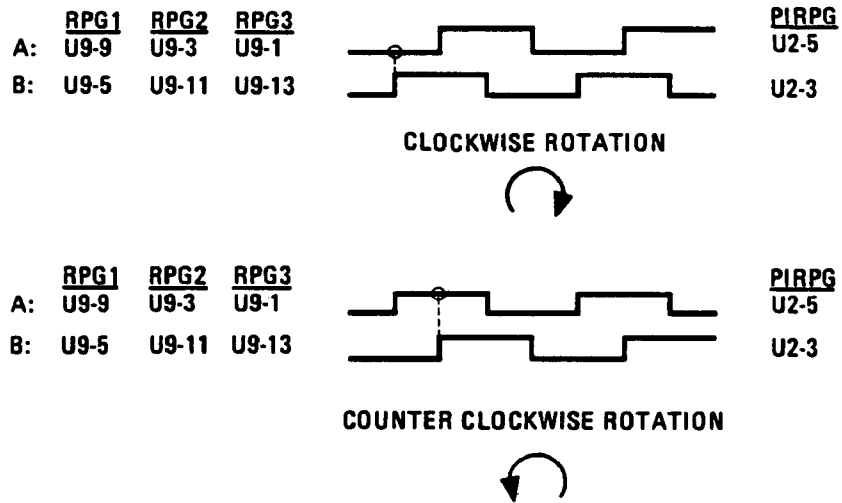 RPG1 RPG2 RPG3 PIRPG
A: U9-9 U9-3 U9-1 U2-5
B: U9-5 U9-11 U9-13 U2-3
CLOCKWISE ROTATION
RPG1 RPG2 RPG3 PIRPG
A: U9-9 U9-3 U9-1 U2-5
B: U9-5 U9-11 U9-13 U2-3
COUNTER CLOCKWISE ROTATION